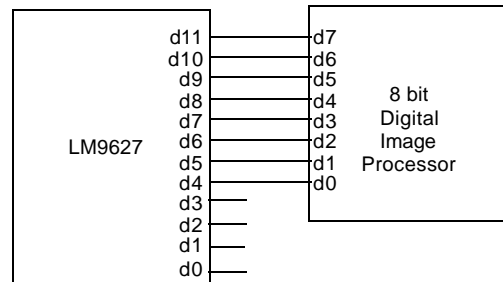 LM9627
d11
d10
d9
d8
d7
d6
d5
d4
d3
d2
d1
d0
d7
d6
d5
d4
d3
d2
d1
d0
8 bit
Digital
Image
Processor